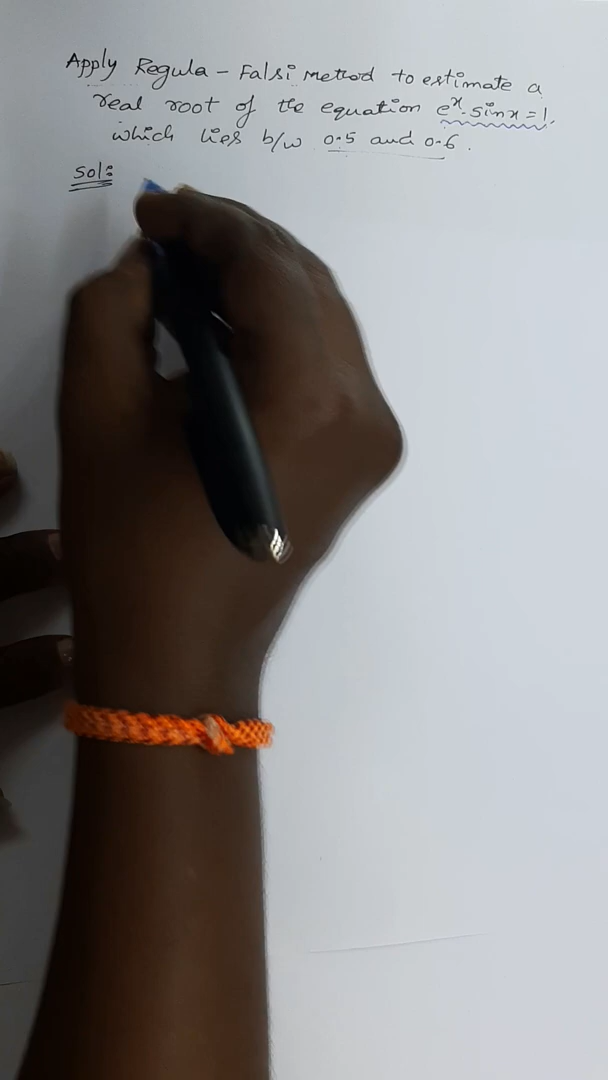 Apply Regula - Falsi Method to estimate a
real root of the equation eˣ.sinx = 1,
which lies b/w 0.5 and 0.6.
Sol: